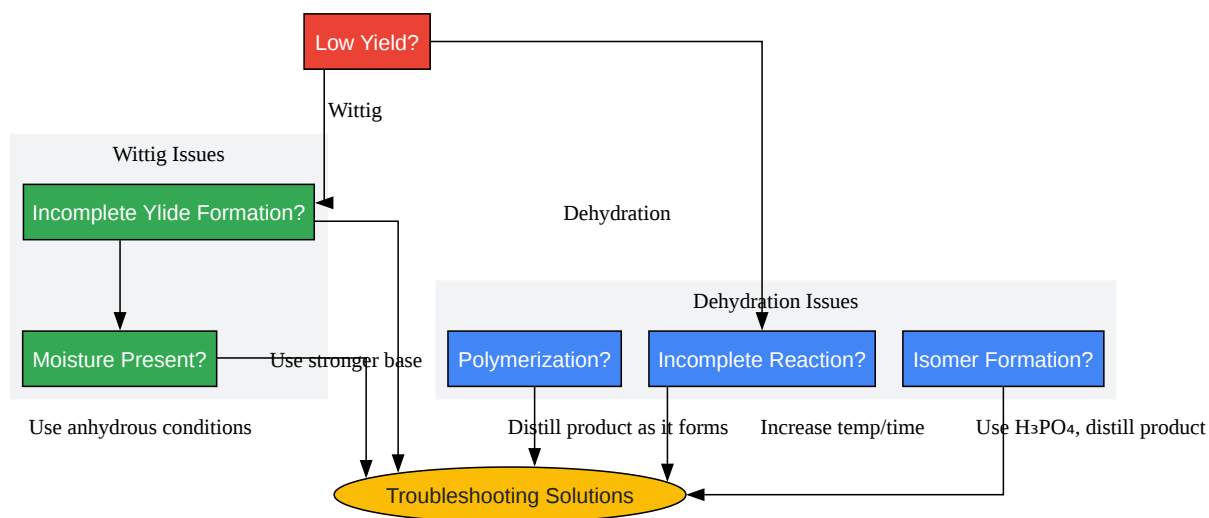 Low Yield?
Wittig
Wittig Issues
Incomplete Ylide Formation?
Dehydration
Dehydration Issues
Moisture Present?
Use stronger base
Polymerization?
Incomplete Reaction?
Isomer Formation?
Use anhydrous conditions
Distill product as it forms
Increase temp/time
Use H₃PO₄, distill product
Troubleshooting Solutions